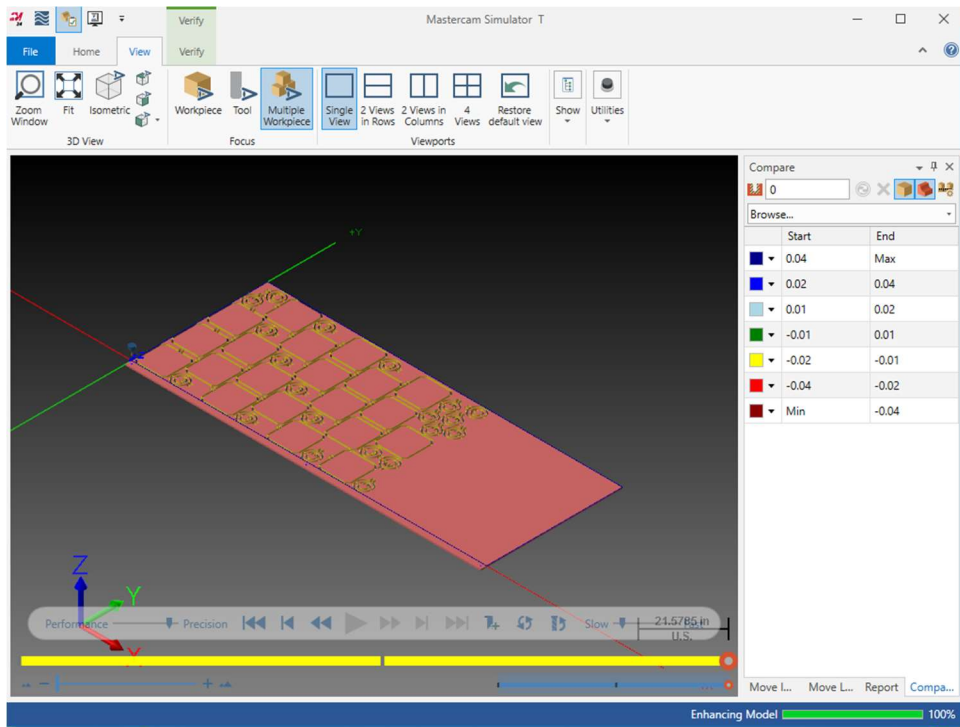 Verify
Mastercam Simulator T
File
Home
View
Verify
Zoom Window
Fit
Isometric
Workpiece
Tool
Multiple Workpiece
Single View
2 Views in Rows
2 Views in Columns
4 Views
Restore default view
Show
Utilities
3D View
Focus
Viewports
Compare
0
Browse...
Start End
0.04 Max
0.02 0.04
0.01 0.02
-0.01 0.01
-0.02 -0.01
-0.04 -0.02
Min -0.04
+Y
Z
Y
X
Performance
Precision
Slow
21.5785 in
U.S.
Move I...
Move L...
Report
Compa...
Enhancing Model
100%